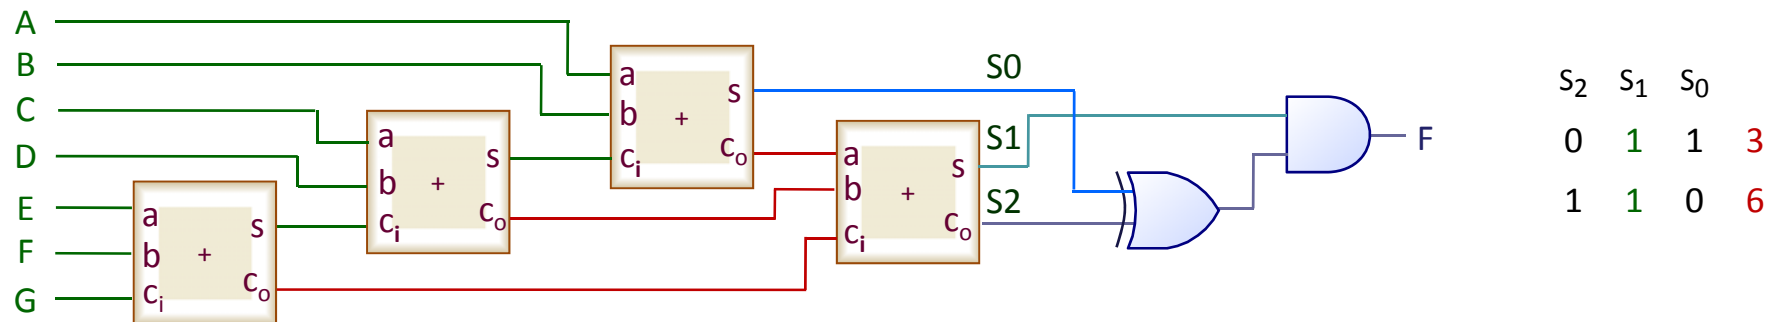 A
B
C
D
E
F
G
a
b
cᵢ
+
s
cₒ
a
b
cᵢ
+
s
cₒ
a
b
cᵢ
+
s
cₒ
a
b
cᵢ
+
s
cₒ
S0
S1
S2
F
S₂ S₁ S₀
0 1 1 3
1 1 0 6